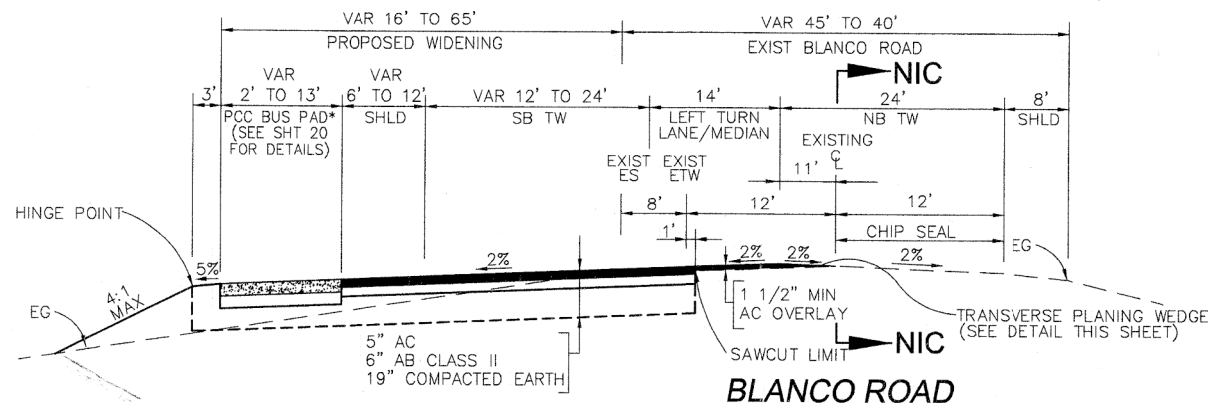 VAR 16' TO 65'
PROPOSED WIDENING
VAR 45' TO 40'
EXIST BLANCO ROAD
3'
VAR
2' TO 13'
PCC BUS PAD*
(SEE SHT 20
FOR DETAILS)
VAR
6' TO 12'
SHLD
VAR 12' TO 24'
SB TW
14'
LEFT TURN
LANE/MEDIAN
NIC
24'
NB TW
8'
SHLD
EXISTING
℄
11'
EXIST
ES
EXIST
ETW
8'
12'
12'
CHIP SEAL
1'
HINGE POINT
5%
2%
2%
2%
2%
EG
4:1
MAX
EG
1 1/2" MIN
AC OVERLAY
TRANSVERSE PLANING WEDGE
(SEE DETAIL THIS SHEET)
5" AC
6" AB CLASS II
19" COMPACTED EARTH
SAWCUT LIMIT
NIC
BLANCO ROAD